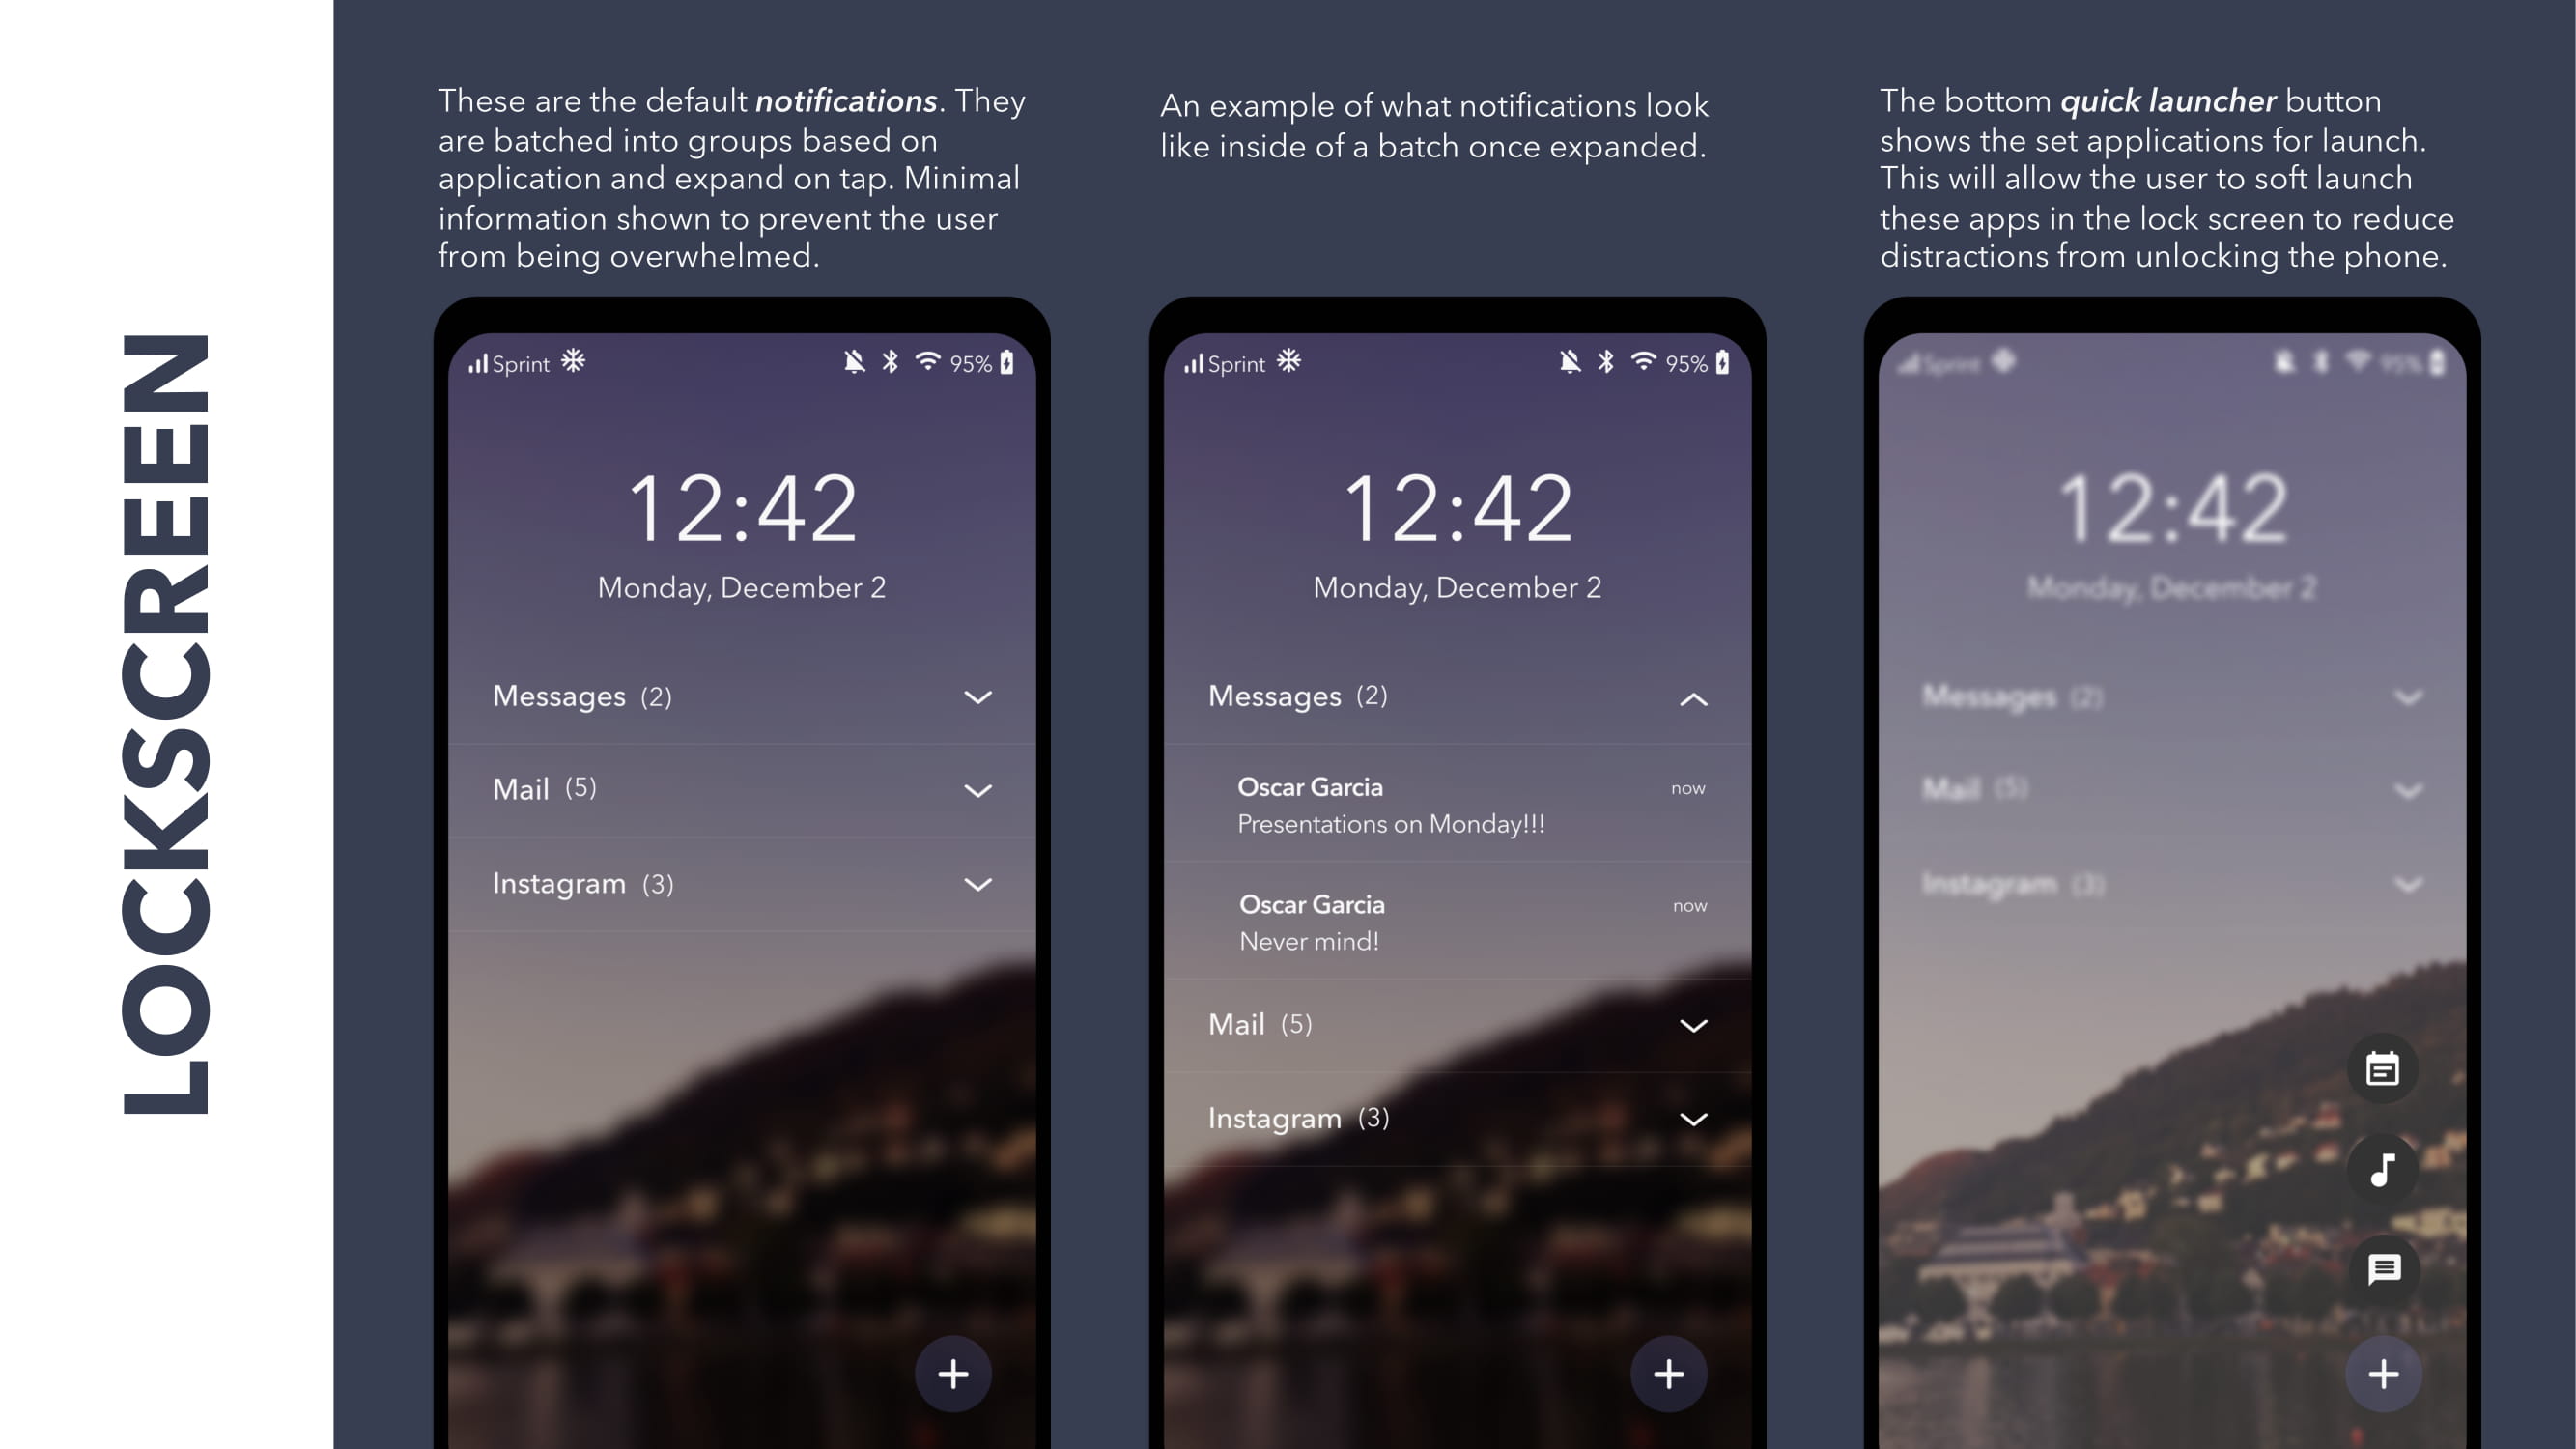 LOCKSCREEN
These are the default notifications. They
are batched into groups based on
application and expand on tap. Minimal
information shown to prevent the user
from being overwhelmed.
Sprint 95%
12:42
Monday, December 2
Messages (2)
Mail (5)
Instagram (3)
An example of what notifications look
like inside of a batch once expanded.
Sprint 95%
12:42
Monday, December 2
Messages (2)
Oscar Garcia now
Presentations on Monday!!!
Oscar Garcia now
Never mind!
Mail (5)
Instagram (3)
The bottom quick launcher button
shows the set applications for launch.
This will allow the user to soft launch
these apps in the lock screen to reduce
distractions from unlocking the phone.
Sprint 95%
12:42
Monday, December 2
Messages (2)
Mail (5)
Instagram (3)